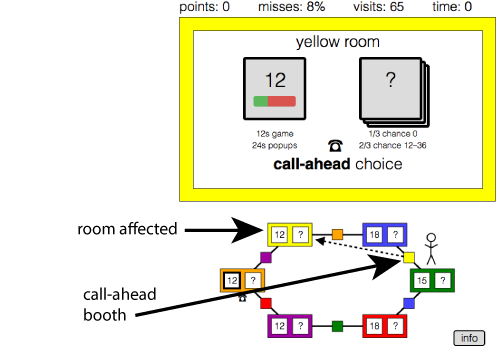 points: 0 misses: 8% visits: 65 time: 0
yellow room
12 ?
12s game 1/3 chance 0
24s popups 2/3 chance 12–36
call-ahead choice
room affected
12 ? 18 ?
12 ? 15 ?
call-ahead
booth
12 ? 18 ?
info